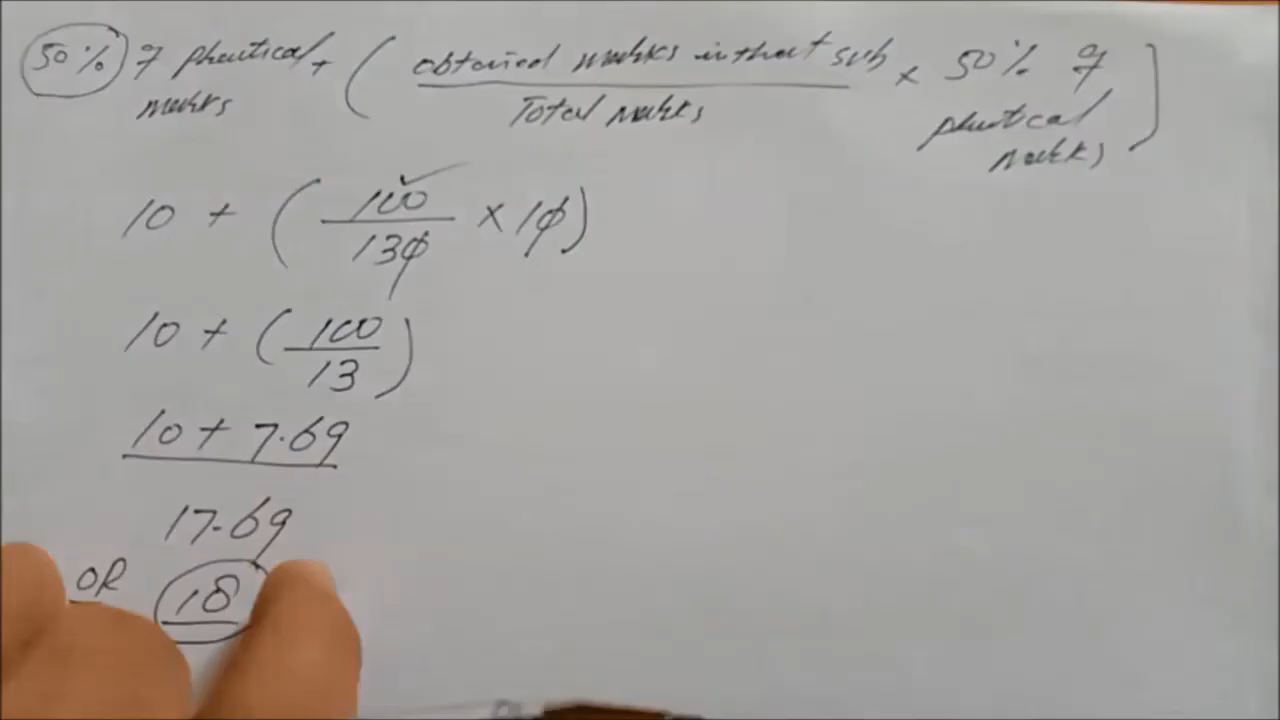 50% of practical marks + ( obtained marks in that sub / Total marks × 50% of practical marks )
10 + ( 100 / 130 × 10 )
10 + ( 100 / 13 )
10 + 7.69
17.69
OR 18